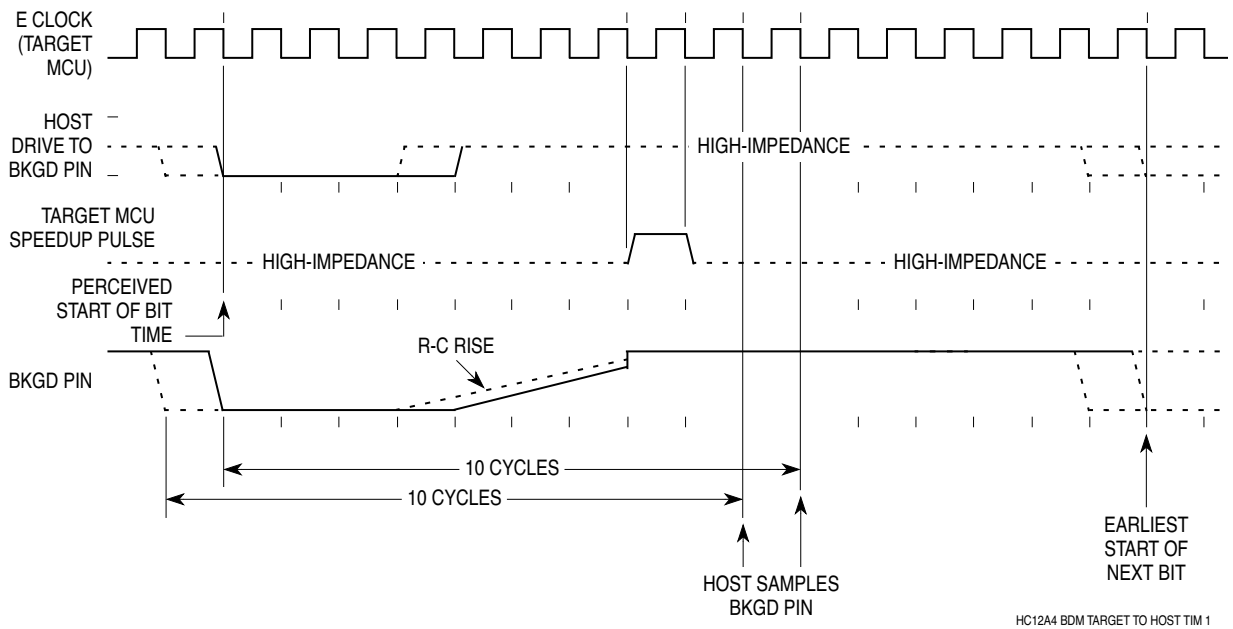 E CLOCK
(TARGET
MCU)
HOST
DRIVE TO
BKGD PIN
HIGH-IMPEDANCE
TARGET MCU
SPEEDUP PULSE
HIGH-IMPEDANCE
HIGH-IMPEDANCE
PERCEIVED
START OF BIT
TIME
R-C RISE
BKGD PIN
10 CYCLES
10 CYCLES
EARLIEST
START OF
NEXT BIT
HOST SAMPLES
BKGD PIN
HC12A4 BDM TARGET TO HOST TIM 1